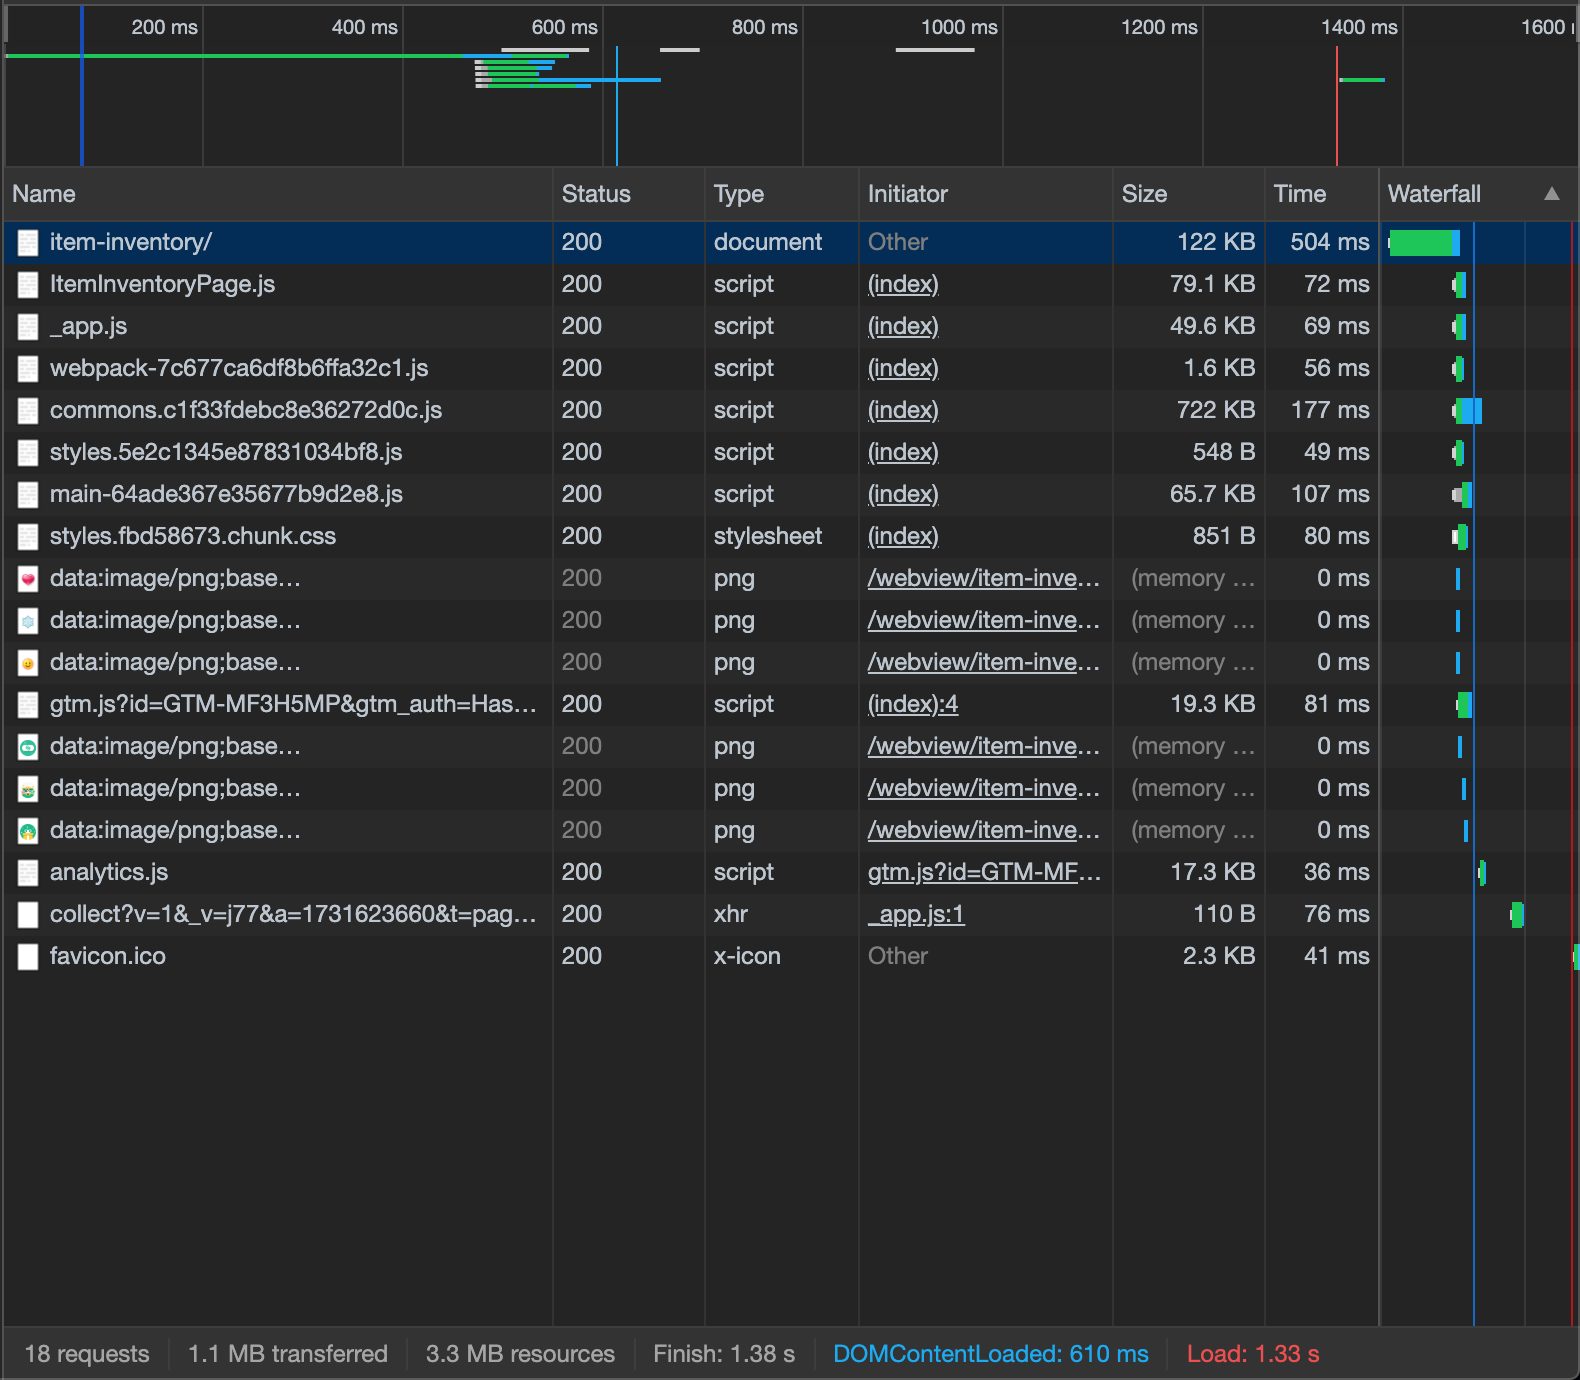 200 ms 400 ms 600 ms 800 ms 1000 ms 1200 ms 1400 ms 1600
Name Status Type Initiator Size Time Waterfall ▲
item-inventory/ 200 document Other 122 KB 504 ms
ItemInventoryPage.js 200 script (index) 79.1 KB 72 ms
_app.js 200 script (index) 49.6 KB 69 ms
webpack-7c677ca6df8b6ffa32c1.js 200 script (index) 1.6 KB 56 ms
commons.c1f33fdebc8e36272d0c.js 200 script (index) 722 KB 177 ms
styles.5e2c1345e87831034bf8.js 200 script (index) 548 B 49 ms
main-64ade367e35677b9d2e8.js 200 script (index) 65.7 KB 107 ms
styles.fbd58673.chunk.css 200 stylesheet (index) 851 B 80 ms
data:image/png;base… 200 png /webview/item-inve… (memory … 0 ms
data:image/png;base… 200 png /webview/item-inve… (memory … 0 ms
data:image/png;base… 200 png /webview/item-inve… (memory … 0 ms
gtm.js?id=GTM-MF3H5MP&gtm_auth=Has… 200 script (index):4 19.3 KB 81 ms
data:image/png;base… 200 png /webview/item-inve… (memory … 0 ms
data:image/png;base… 200 png /webview/item-inve… (memory … 0 ms
data:image/png;base… 200 png /webview/item-inve… (memory … 0 ms
analytics.js 200 script gtm.js?id=GTM-MF… 17.3 KB 36 ms
collect?v=1&_v=j77&a=1731623660&t=pag… 200 xhr _app.js:1 110 B 76 ms
favicon.ico 200 x-icon Other 2.3 KB 41 ms
18 requests 1.1 MB transferred 3.3 MB resources Finish: 1.38 s DOMContentLoaded: 610 ms Load: 1.33 s